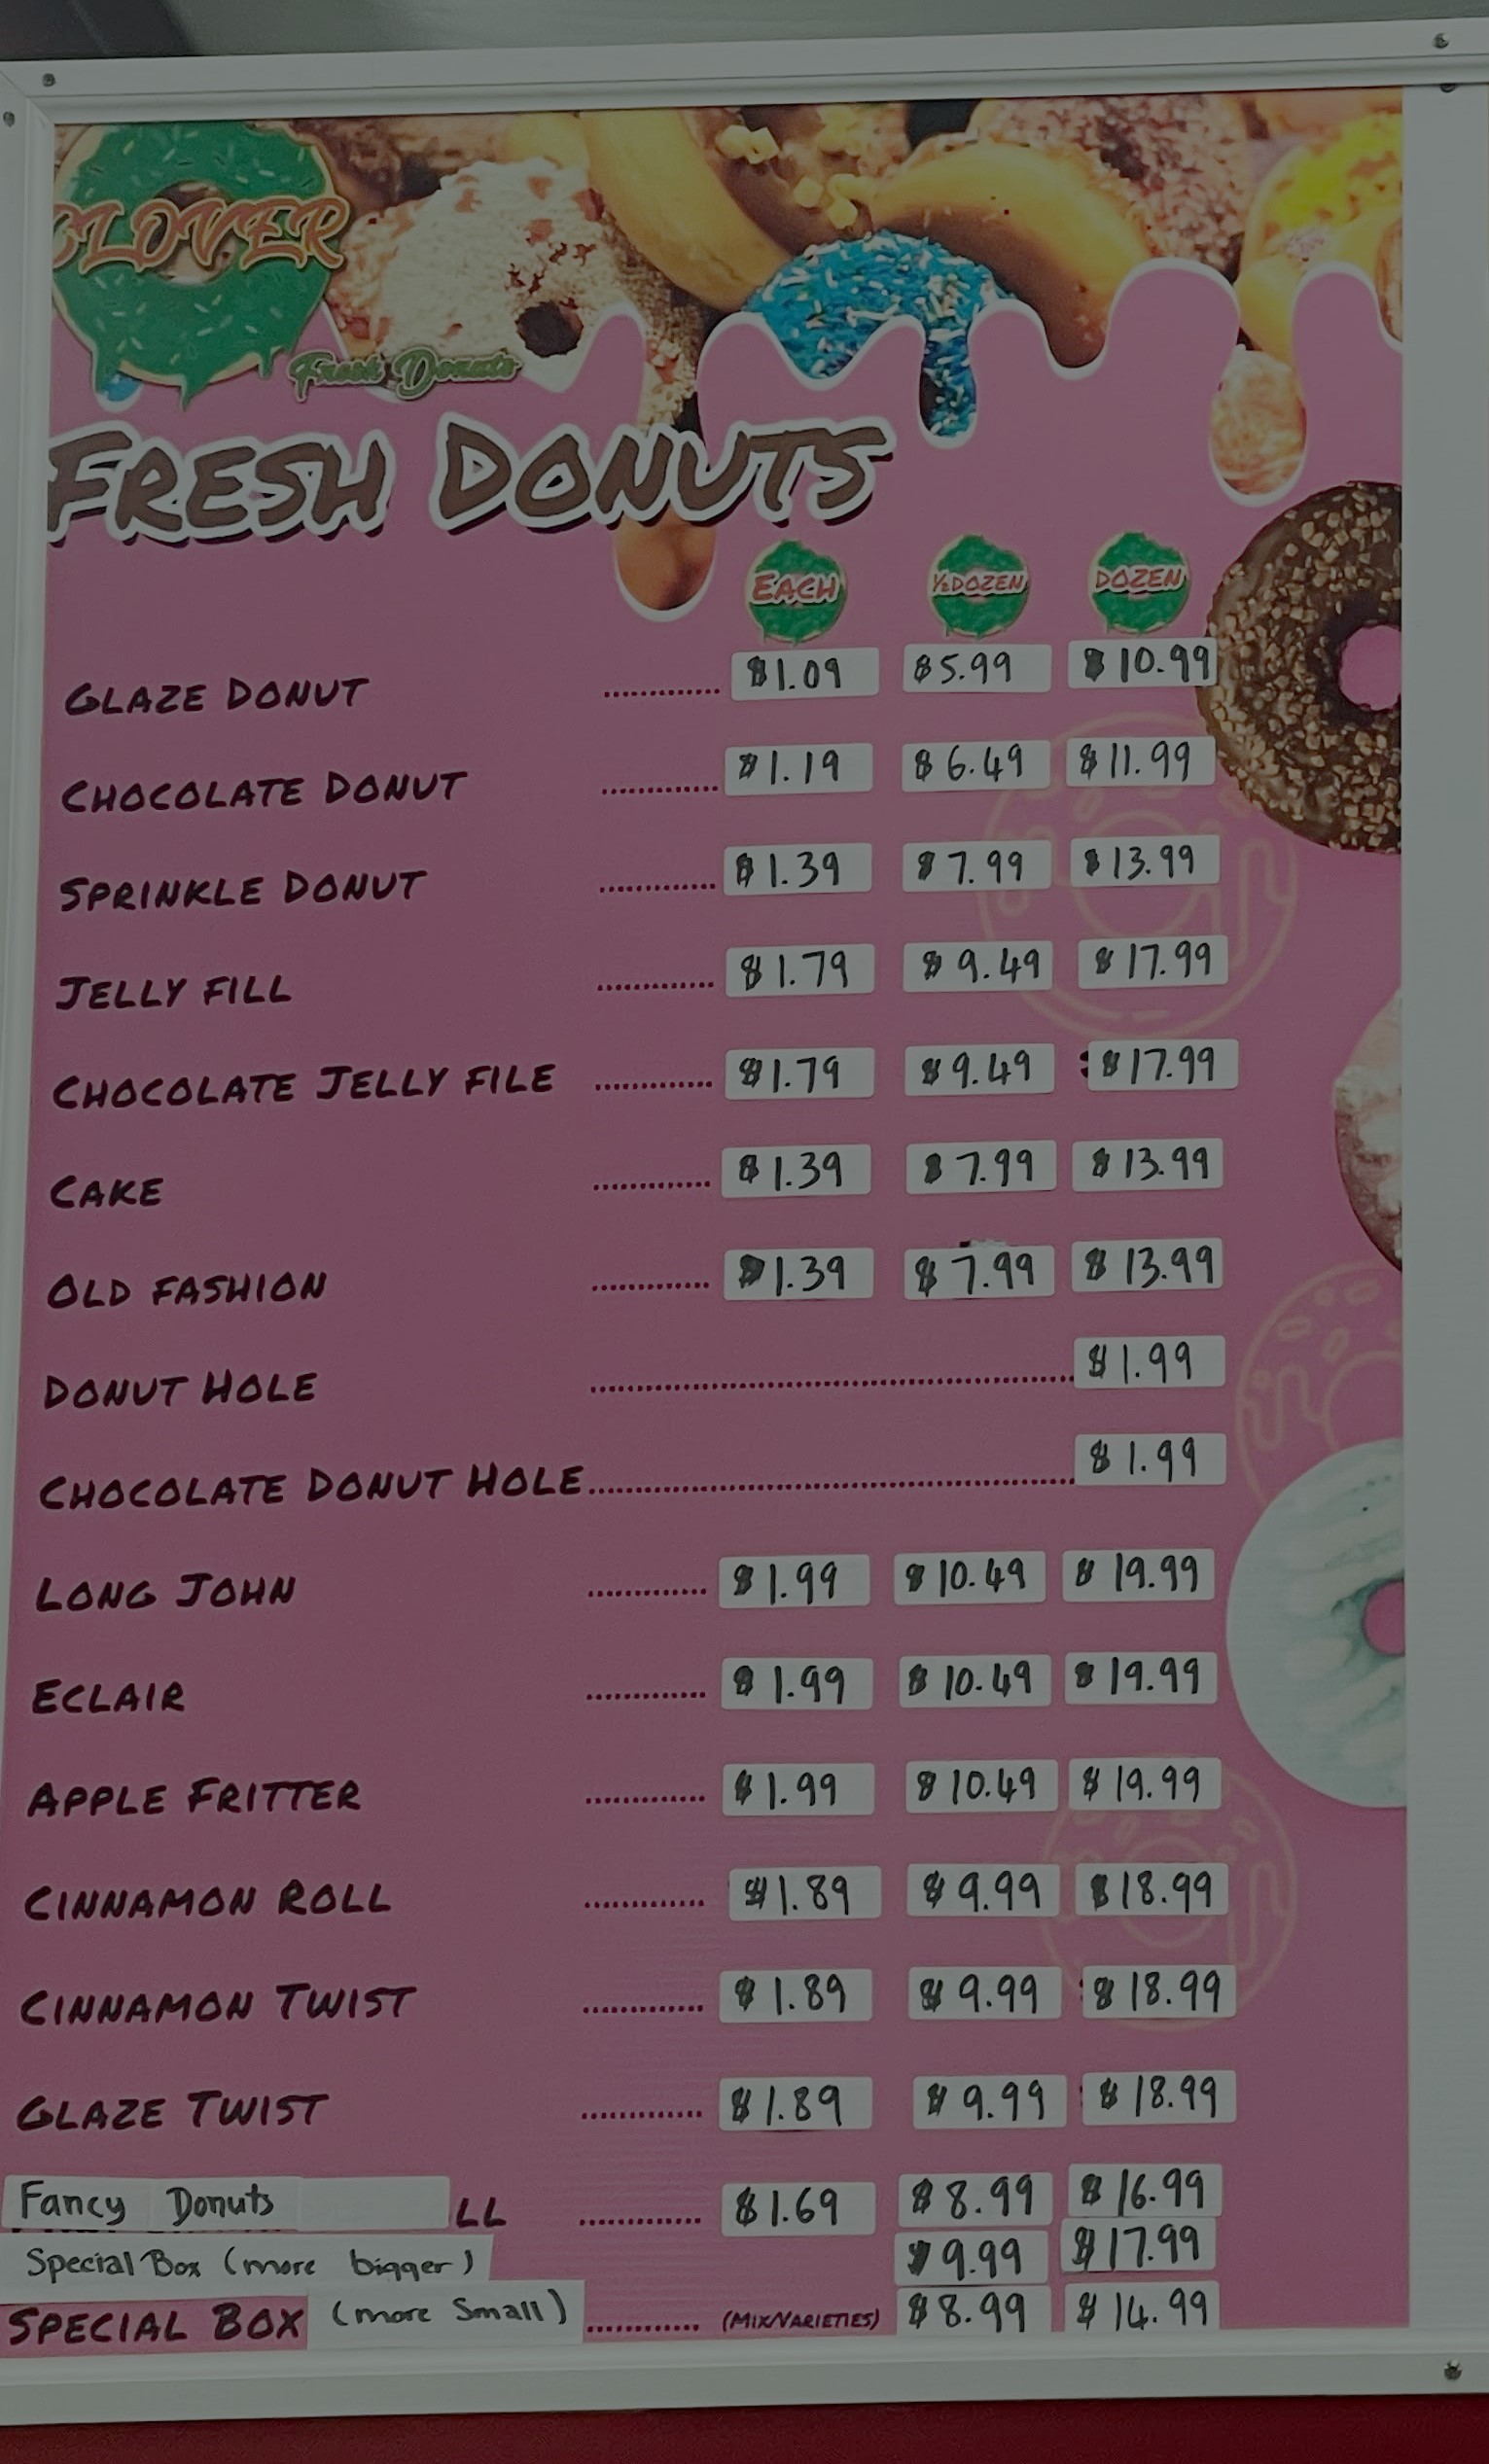 CLOVER
Fresh Donuts
FRESH DONUTS
EACH ½DOZEN DOZEN
GLAZE DONUT ............ $1.09 $5.99 $10.99
CHOCOLATE DONUT ............ $1.19 $6.49 $11.99
SPRINKLE DONUT ............ $1.39 $7.99 $13.99
JELLY FILL ............ $1.79 $9.49 $17.99
CHOCOLATE JELLY FILE ............ $1.79 $9.49 $17.99
CAKE ............ $1.39 $7.99 $13.99
OLD FASHION ............ $1.39 $7.99 $13.99
DONUT HOLE ............ $1.99
CHOCOLATE DONUT HOLE ............ $1.99
LONG JOHN ............ $1.99 $10.49 $19.99
ECLAIR ............ $1.99 $10.49 $19.99
APPLE FRITTER ............ $1.99 $10.49 $19.99
CINNAMON ROLL ............ $1.89 $9.99 $18.99
CINNAMON TWIST ............ $1.89 $9.99 $18.99
GLAZE TWIST ............ $1.89 $9.99 $18.99
Fancy Donuts LL ............ $1.69 $8.99 $16.99
Special Box (more bigger) $9.99 $17.99
SPECIAL BOX (more Small) ............ (MIX/VARIETIES) $8.99 $14.99